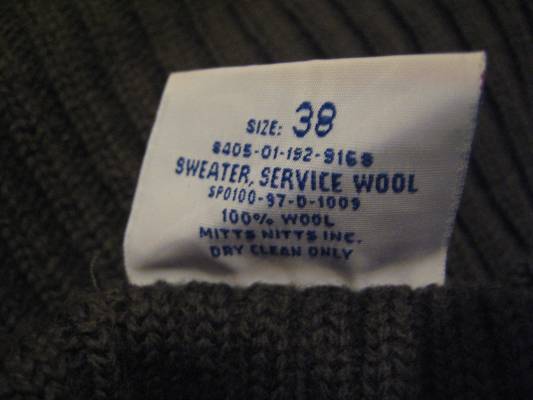 SIZE: 38
8405-01-192-9168
SWEATER, SERVICE WOOL
SP0100-97-D-1009
100% WOOL
MITTS NITTS INC.
DRY CLEAN ONLY